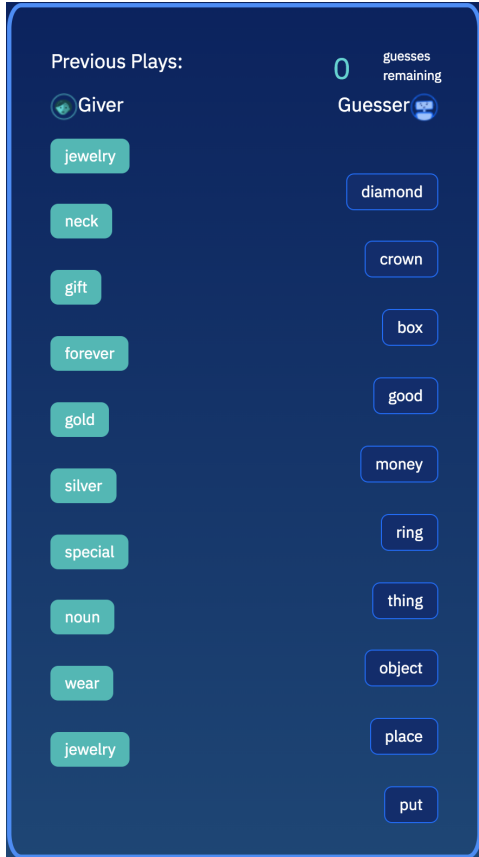 Previous Plays:
0 guesses
remaining
Giver
Guesser
jewelry
diamond
neck
crown
gift
box
forever
good
gold
money
silver
ring
special
thing
noun
object
wear
place
jewelry
put